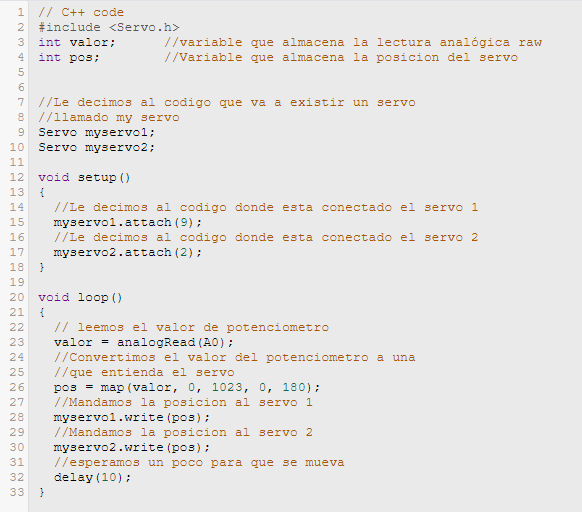 1 // C++ code
2 #include <Servo.h>
3 int valor;      //variable que almacena la lectura analógica raw
4 int pos;        //Variable que almacena la posicion del servo
5
6
7 //Le decimos al codigo que va a existir un servo
8 //llamado my servo
9 Servo myservo1;
10 Servo myservo2;
11
12 void setup()
13 {
14   //Le decimos al codigo donde esta conectado el servo 1
15   myservo1.attach(9);
16   //Le decimos al codigo donde esta conectado el servo 2
17   myservo2.attach(2);
18 }
19
20 void loop()
21 {
22   // leemos el valor de potenciometro
23   valor = analogRead(A0);
24   //Convertimos el valor del potenciometro a una
25   //que entienda el servo
26   pos = map(valor, 0, 1023, 0, 180);
27   //Mandamos la posicion al servo 1
28   myservo1.write(pos);
29   //Mandamos la posicion al servo 2
30   myservo2.write(pos);
31   //esperamos un poco para que se mueva
32   delay(10);
33 }